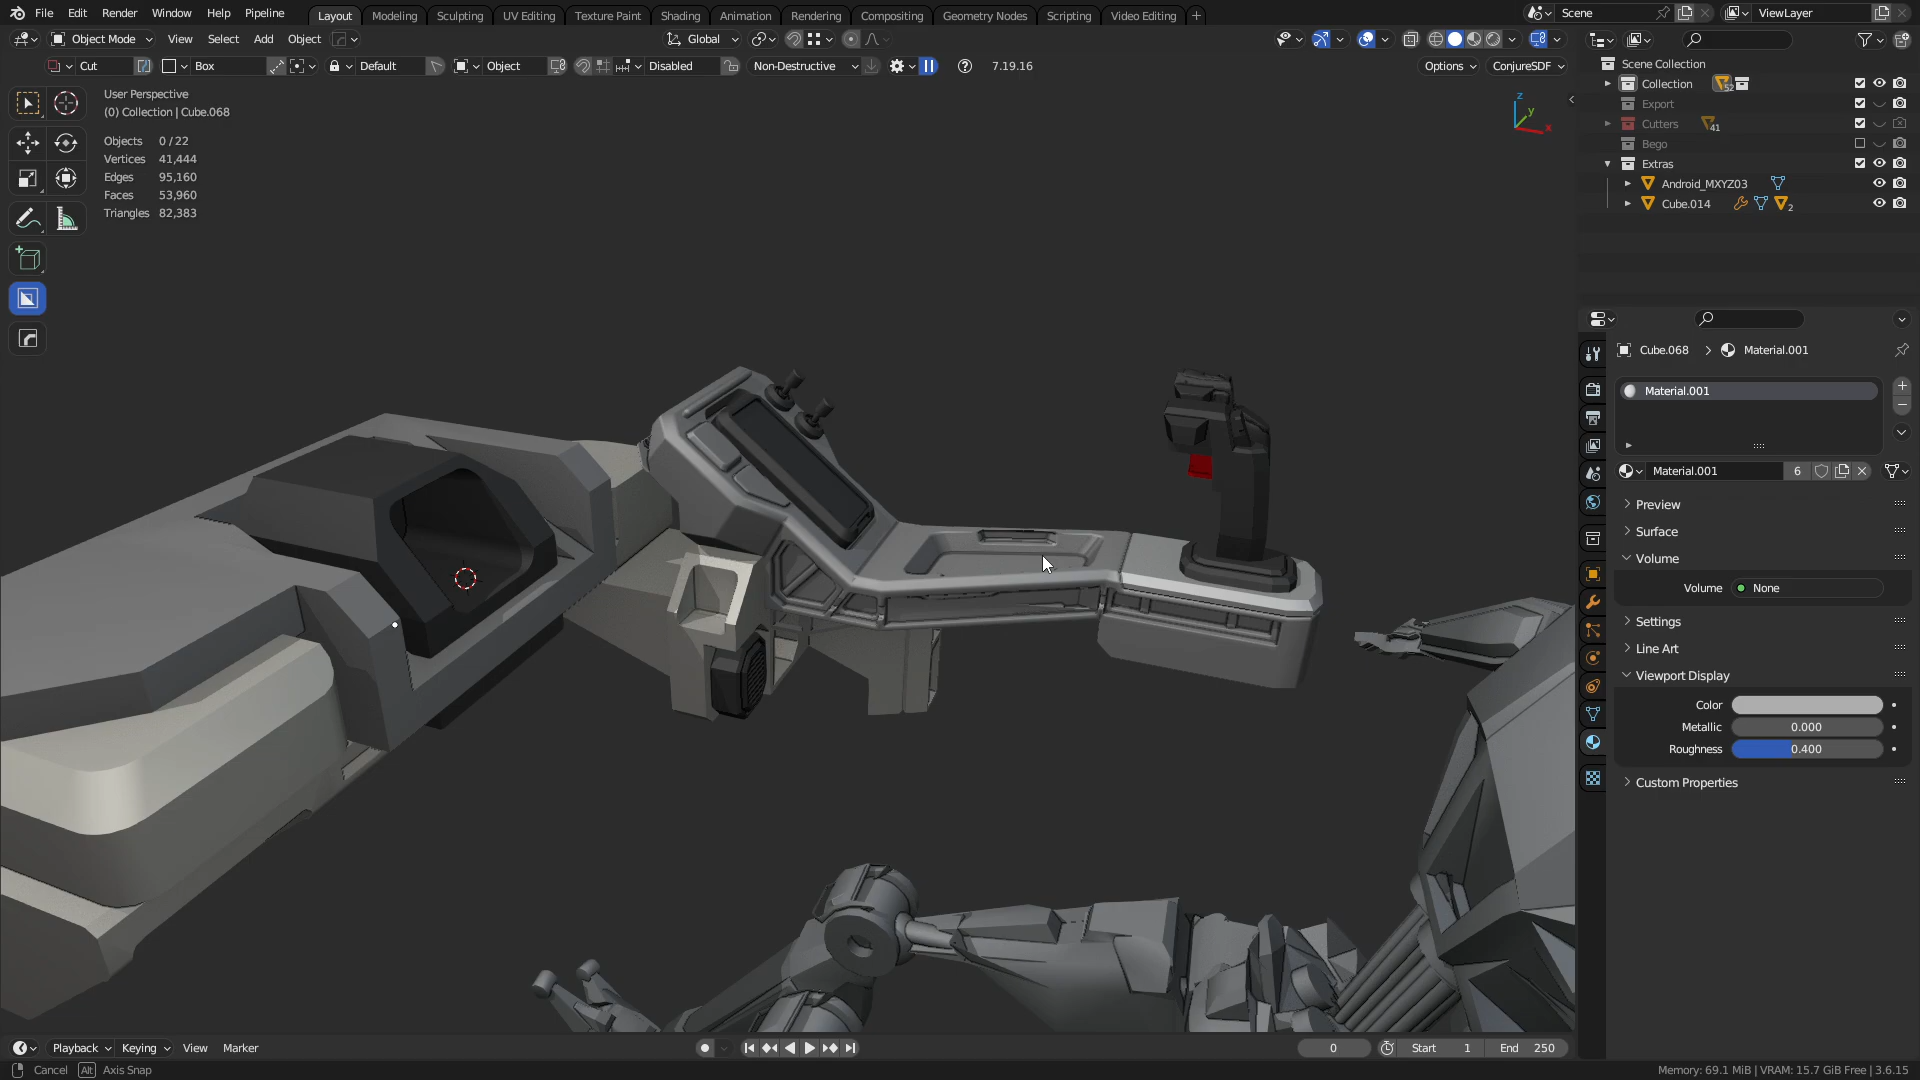 File Edit Render Window Help Pipeline Layout Modeling Sculpting UV Editing Texture Paint Shading Animation Rendering Compositing Geometry Nodes Scripting Video Editing + Scene ViewLayer
Object Mode View Select Add Object Global
Cut Box Default Object Disabled Non-Destructive 7.19.16 Options ConjureSDF
User Perspective
(0) Collection | Cube.068
Objects 0 / 22
Vertices 41,444
Edges 95,160
Faces 53,960
Triangles 82,383
z
y
x
Scene Collection
Collection 52
Export
Cutters 41
Bego
Extras
Android_MXYZ03
Cube.014 2
Cube.068 Material.001
Material.001
Material.001 6
Preview
Surface
Volume
Volume None
Settings
Line Art
Viewport Display
Color
Metallic 0.000
Roughness 0.400
Custom Properties
Playback Keying View Marker 0 Start 1 End 250
Cancel Alt Axis Snap Memory: 69.1 MiB | VRAM: 15.7 GiB Free | 3.6.15